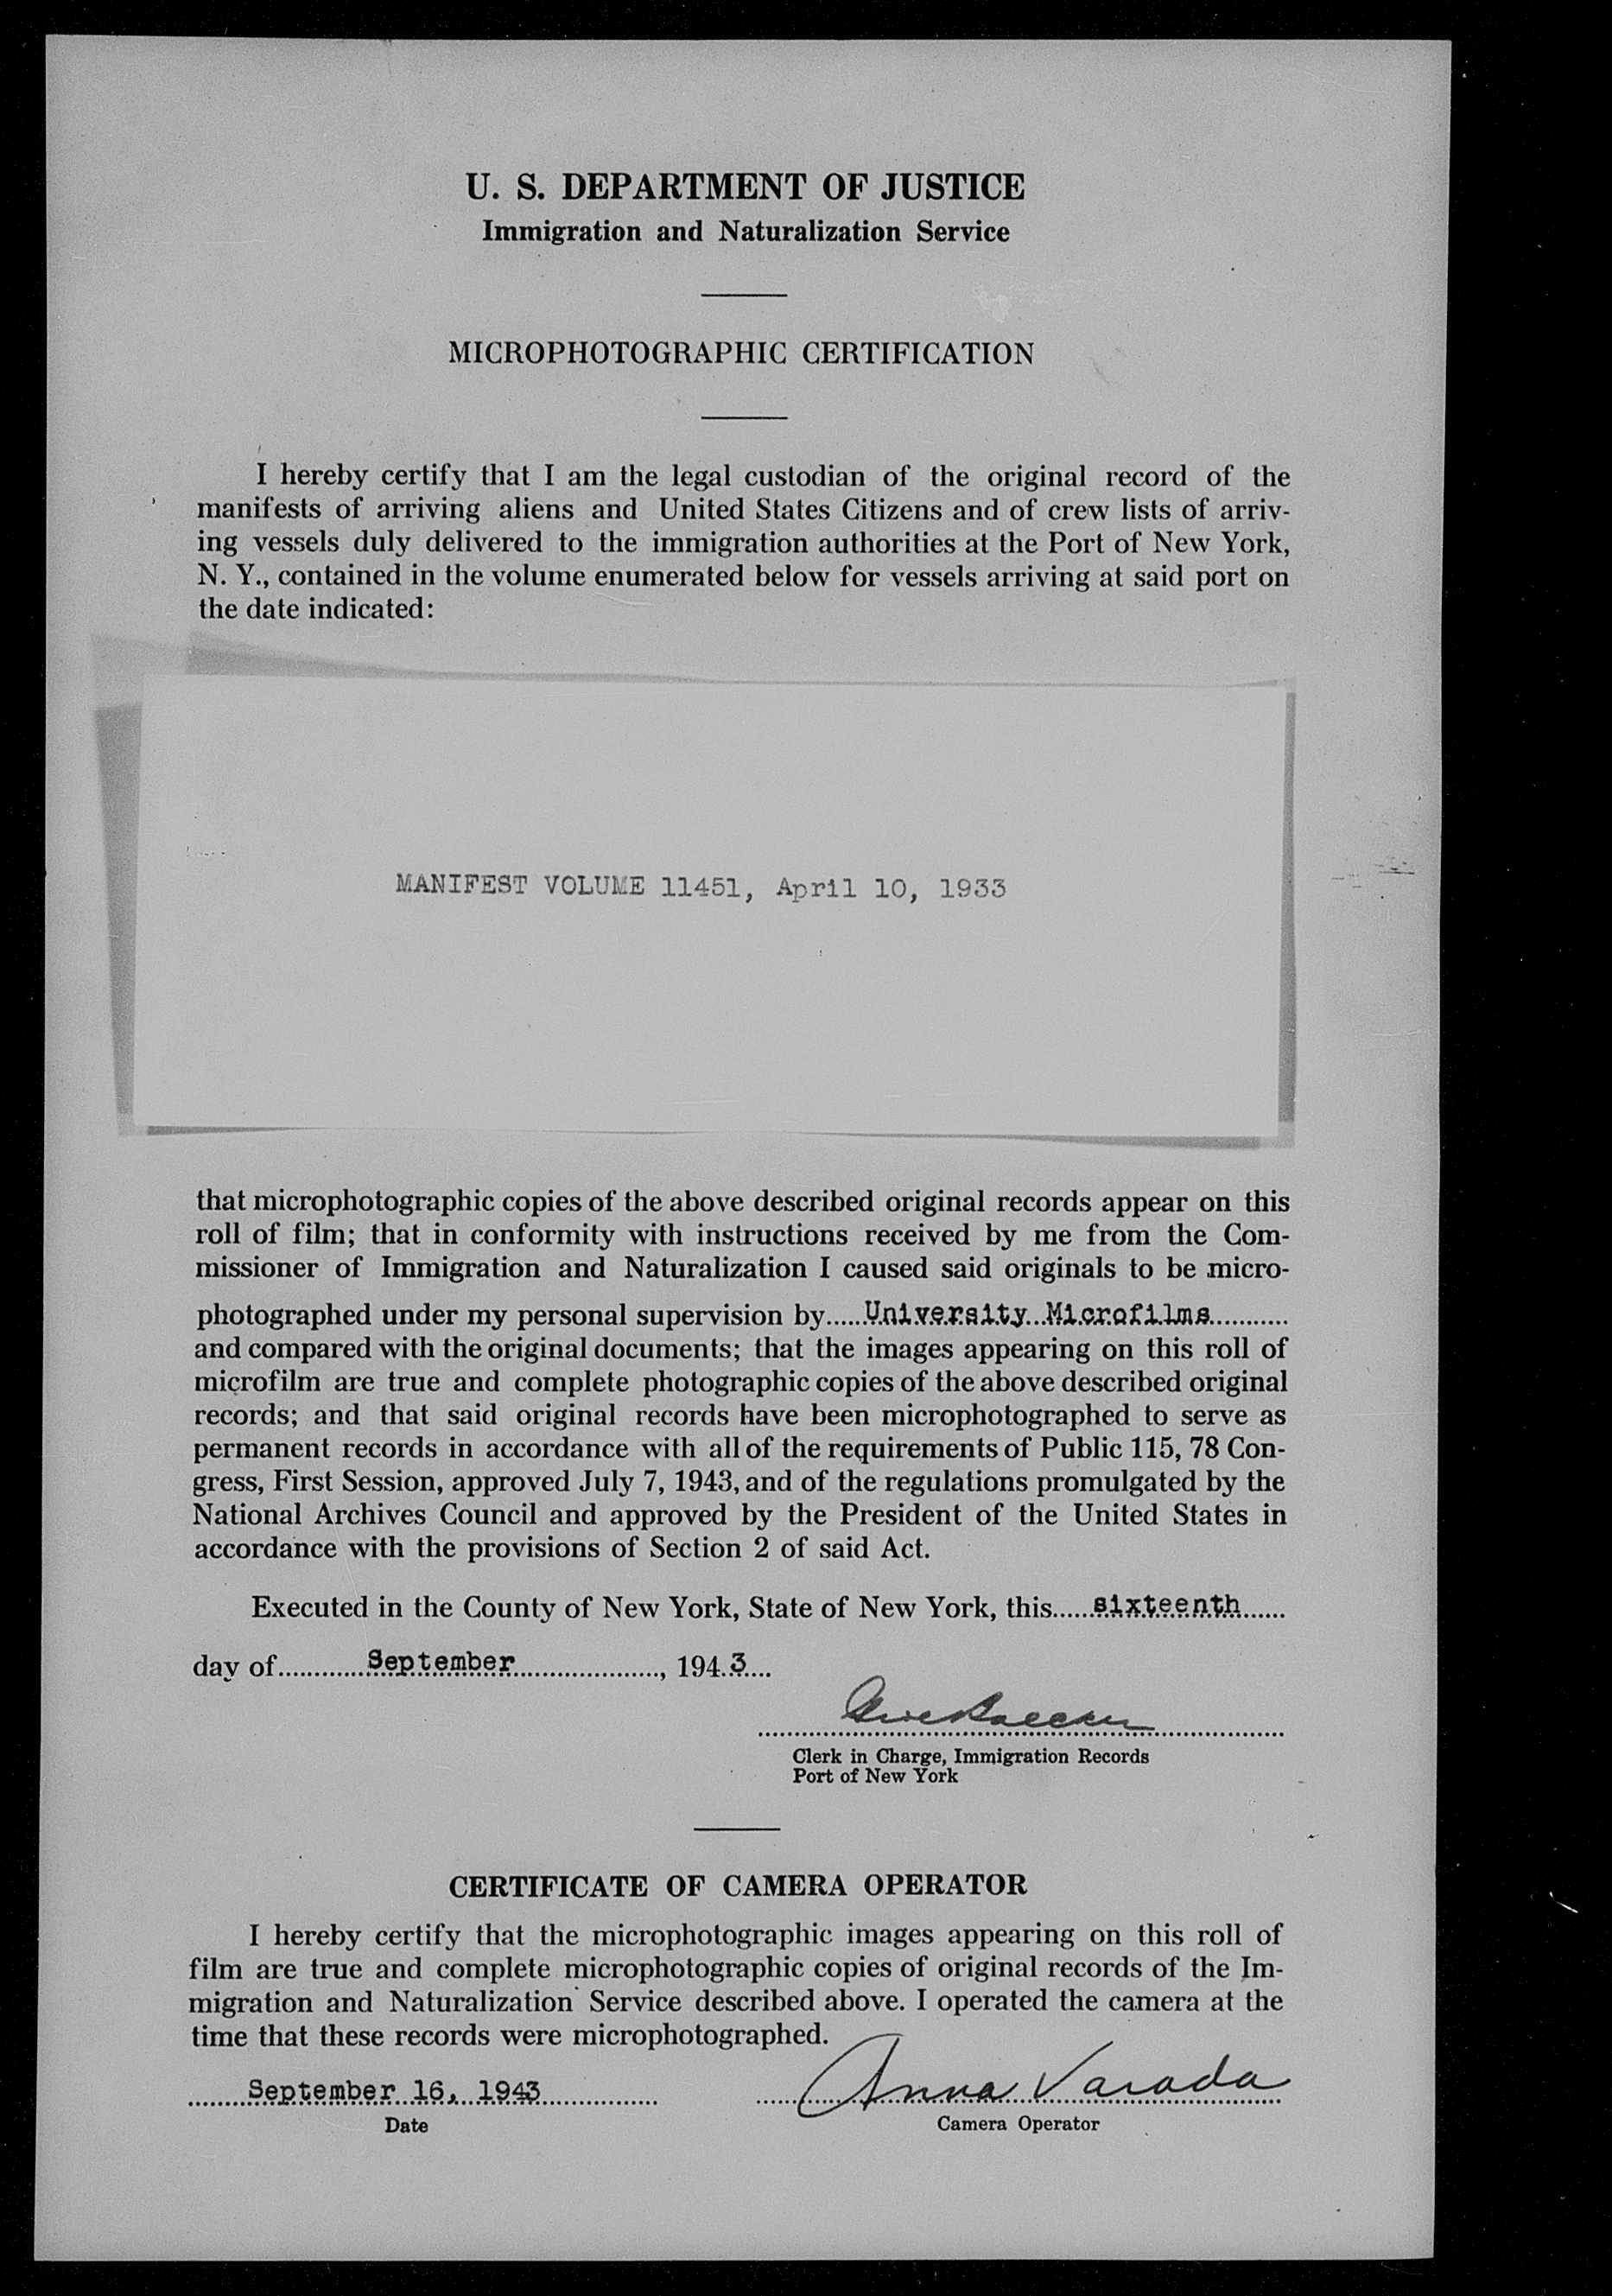 U. S. DEPARTMENT OF JUSTICE
Immigration and Naturalization Service
MICROPHOTOGRAPHIC CERTIFICATION
I hereby certify that I am the legal custodian of the original record of the
manifests of arriving aliens and United States Citizens and of crew lists of arriv-
ing vessels duly delivered to the immigration authorities at the Port of New York,
N. Y., contained in the volume enumerated below for vessels arriving at said port on
the date indicated:
MANIFEST VOLUME 11451, April 10, 1933
that microphotographic copies of the above described original records appear on this
roll of film; that in conformity with instructions received by me from the Com-
missioner of Immigration and Naturalization I caused said originals to be micro-
photographed under my personal supervision by.....University Microfilms...........
and compared with the original documents; that the images appearing on this roll of
microfilm are true and complete photographic copies of the above described original
records; and that said original records have been microphotographed to serve as
permanent records in accordance with all of the requirements of Public 115, 78 Con-
gress, First Session, approved July 7, 1943, and of the regulations promulgated by the
National Archives Council and approved by the President of the United States in
accordance with the provisions of Section 2 of said Act.
Executed in the County of New York, State of New York, this......sixteenth......
day of............September...................., 194.3....
Clerk in Charge, Immigration Records
Port of New York
CERTIFICATE OF CAMERA OPERATOR
I hereby certify that the microphotographic images appearing on this roll of
film are true and complete microphotographic copies of original records of the Im-
migration and Naturalization Service described above. I operated the camera at the
time that these records were microphotographed.
September 16, 1943 Anna Varada
Date Camera Operator